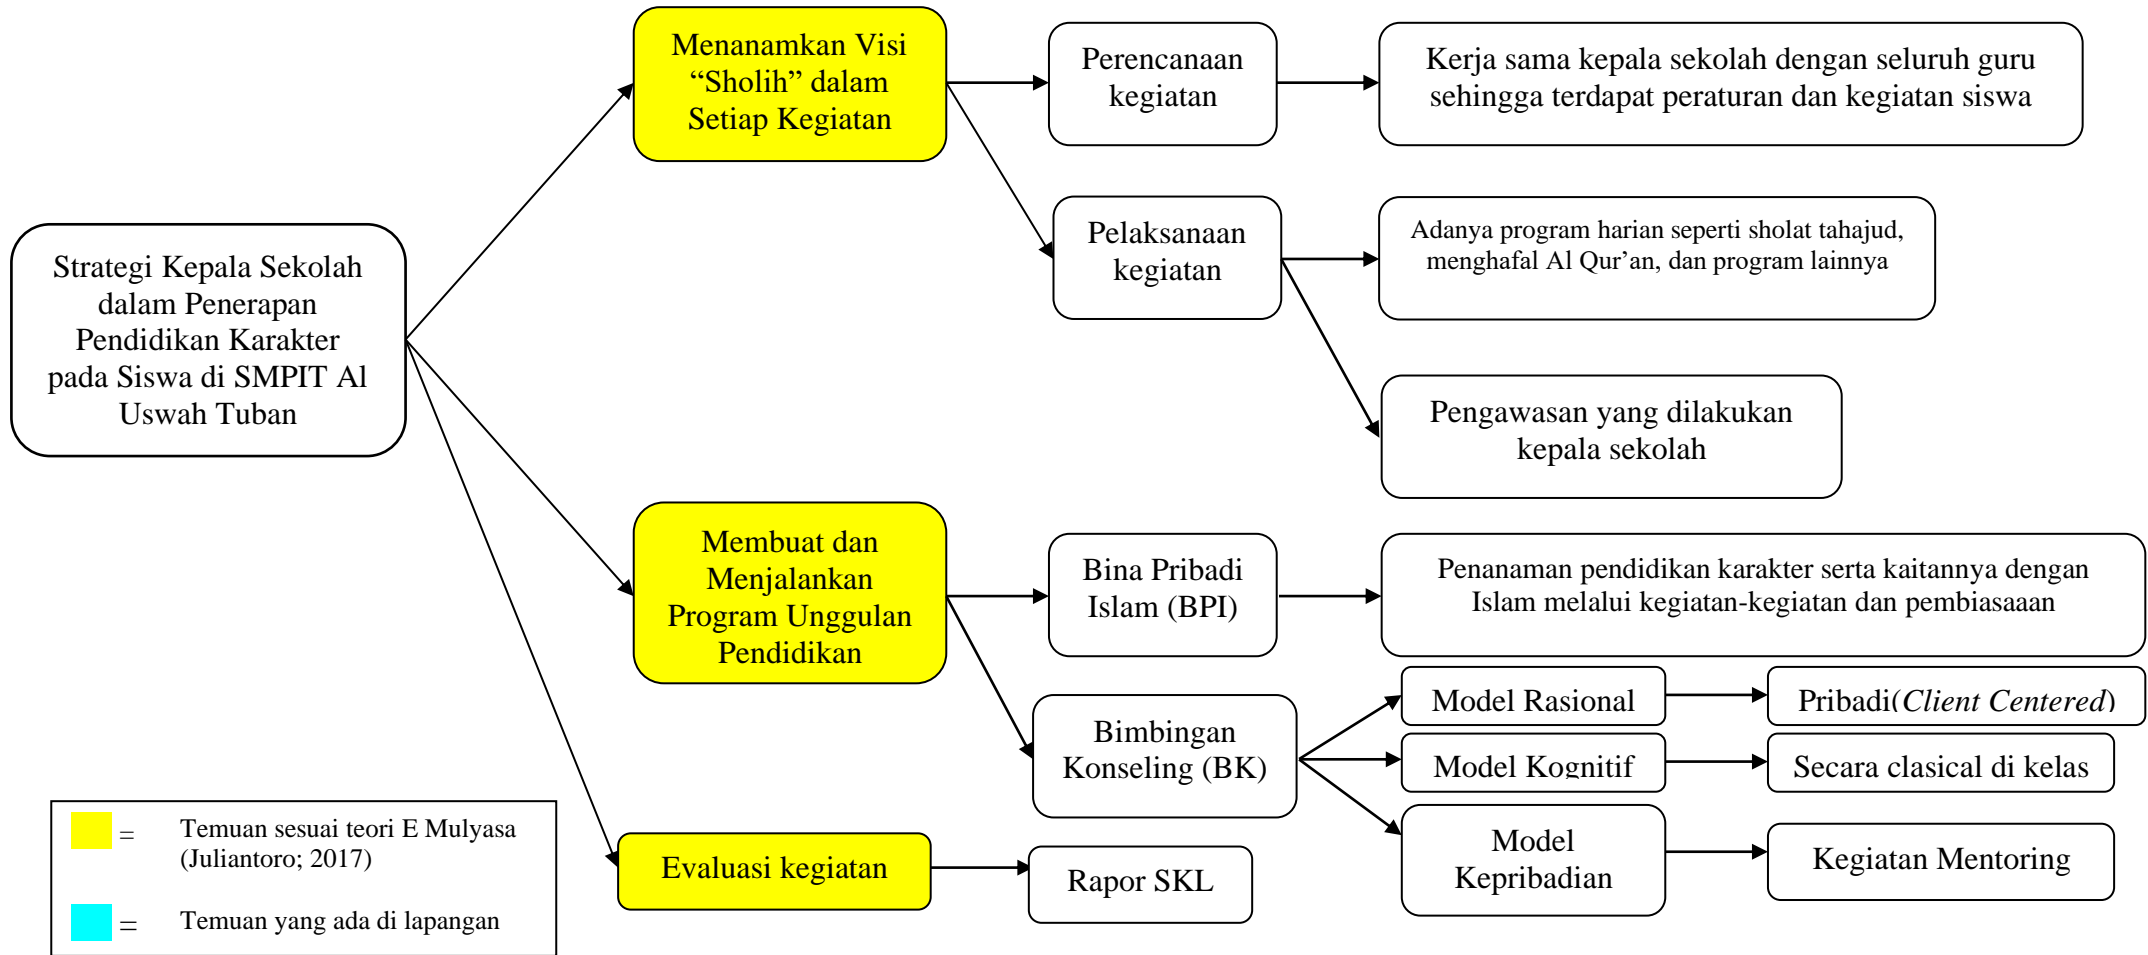 Menanamkan Visi
“Sholih” dalam
Setiap Kegiatan
Perencanaan
kegiatan
Kerja sama kepala sekolah dengan seluruh guru
sehingga terdapat peraturan dan kegiatan siswa
Pelaksanaan
kegiatan
Adanya program harian seperti sholat tahajud,
menghafal Al Qur’an, dan program lainnya
Strategi Kepala Sekolah
dalam Penerapan
Pendidikan Karakter
pada Siswa di SMPIT Al
Uswah Tuban
Pengawasan yang dilakukan
kepala sekolah
Membuat dan
Menjalankan
Program Unggulan
Pendidikan
Bina Pribadi
Islam (BPI)
Penanaman pendidikan karakter serta kaitannya dengan
Islam melalui kegiatan-kegiatan dan pembiasaaan
Bimbingan
Konseling (BK)
Model Rasional
Pribadi(Client Centered)
Model Kognitif
Secara clasical di kelas
Model
Kepribadian
Kegiatan Mentoring
Evaluasi kegiatan
Rapor SKL
= Temuan sesuai teori E Mulyasa
(Juliantoro; 2017)
= Temuan yang ada di lapangan